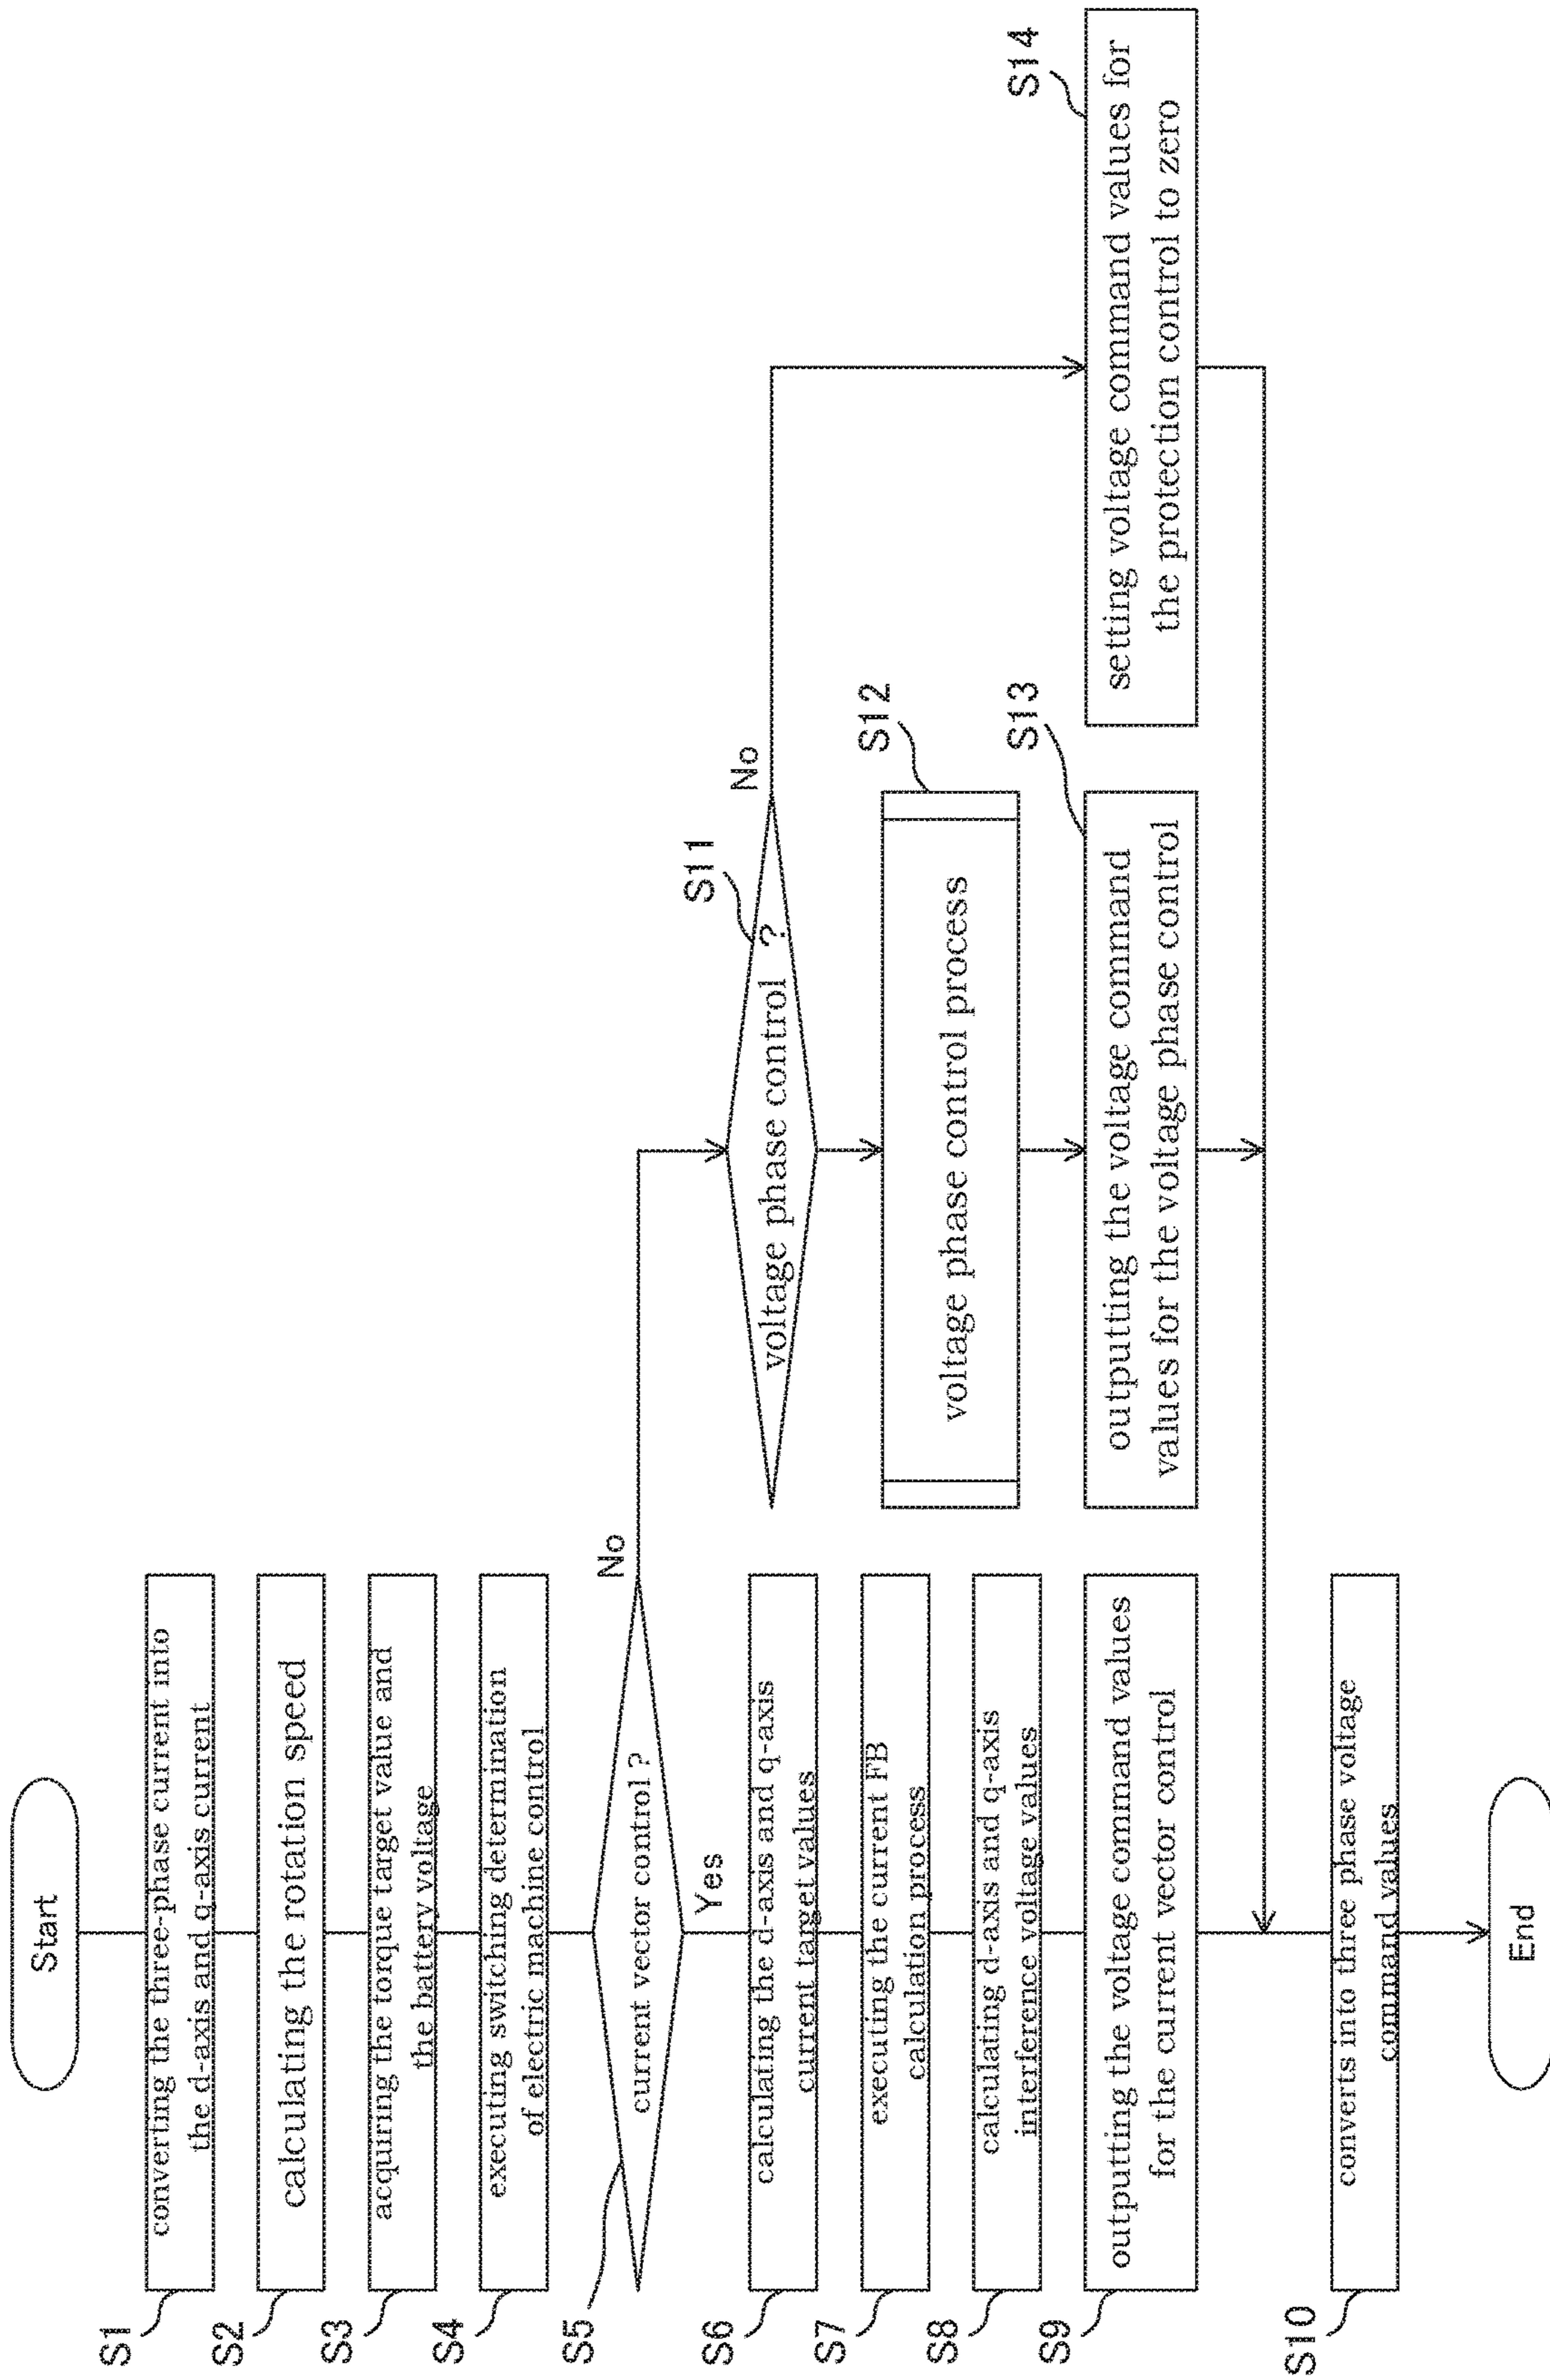 Start
S1
converting the three-phase current into
the d-axis and q-axis current
S2
calculating the rotation speed
S3
acquiring the torque target value and
the battery voltage
S4
executing switching determination
of electric machine control
S5
current vector control ?
No
Yes
S6
calculating the d-axis and q-axis
current target values
S7
executing the current FB
calculation process
S8
calculating d-axis and q-axis
interference voltage values
S9
outputting the voltage command values
for the current vector control
S10
converts into three phase voltage
command values
End
S11
voltage phase control ?
No
S12
voltage phase control process
S13
outputting the voltage command
values for the voltage phase control
S14
setting voltage command values for
the protection control to zero